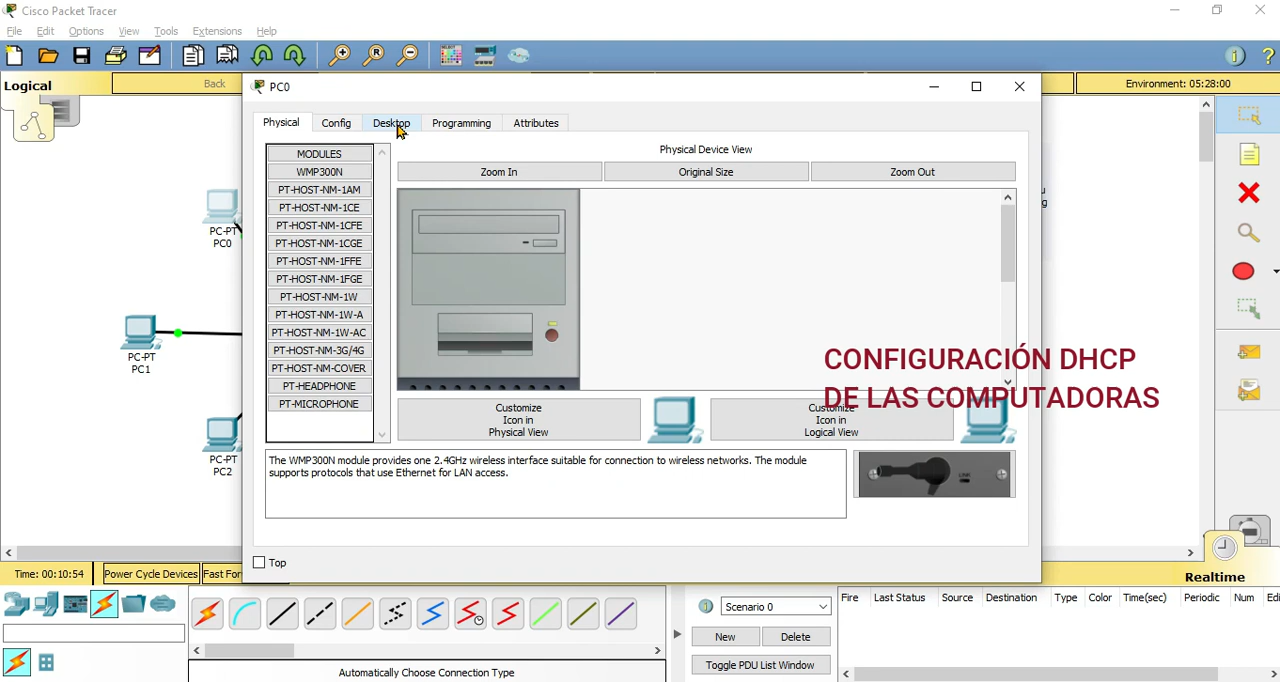 Cisco Packet Tracer
File Edit Options View Tools Extensions Help
Logical
Back
Environment: 05:28:00
PC0
Physical Config Desktop Programming Attributes
MODULES
WMP300N
PT-HOST-NM-1AM
PT-HOST-NM-1CE
PT-HOST-NM-1CFE
PT-HOST-NM-1CGE
PT-HOST-NM-1FFE
PT-HOST-NM-1FGE
PT-HOST-NM-1W
PT-HOST-NM-1W-A
PT-HOST-NM-1W-AC
PT-HOST-NM-3G/4G
PT-HOST-NM-COVER
PT-HEADPHONE
PT-MICROPHONE
Physical Device View
Zoom In Original Size Zoom Out
PC-PT
PC0
PC-PT
PC1
PC-PT
PC2
CONFIGURACIÓN DHCP
DE LAS COMPUTADORAS
Customize
Icon in
Physical View
Customize
Icon in
Logical View
The WMP300N module provides one 2.4GHz wireless interface suitable for connection to wireless networks. The module
supports protocols that use Ethernet for LAN access.
Top
Time: 00:10:54 Power Cycle Devices Fast For
Realtime
Scenario 0
New Delete
Toggle PDU List Window
Fire Last Status Source Destination Type Color Time(sec) Periodic Num Edi
Automatically Choose Connection Type